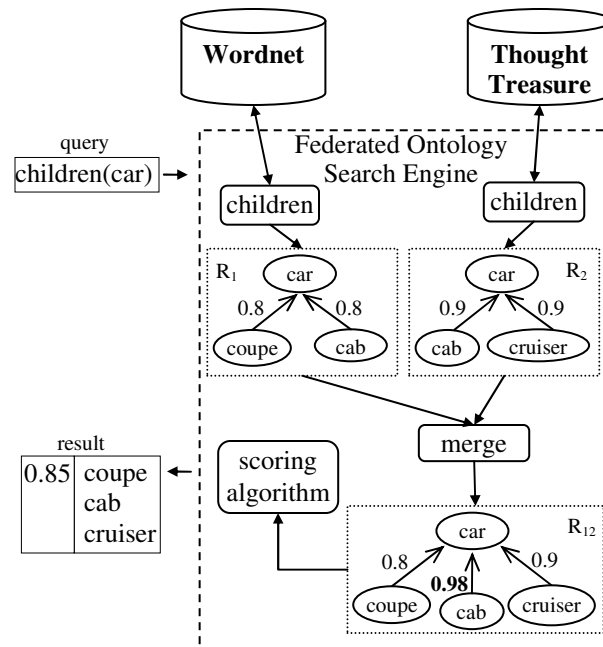 Wordnet
Thought
Treasure
query
children(car)
Federated Ontology
Search Engine
children
children
R1
car
0.8
0.8
coupe
cab
R2
car
0.9
0.9
cab
cruiser
merge
result
0.85
coupe
cab
cruiser
scoring
algorithm
R12
car
0.8
0.98
0.9
coupe
cab
cruiser